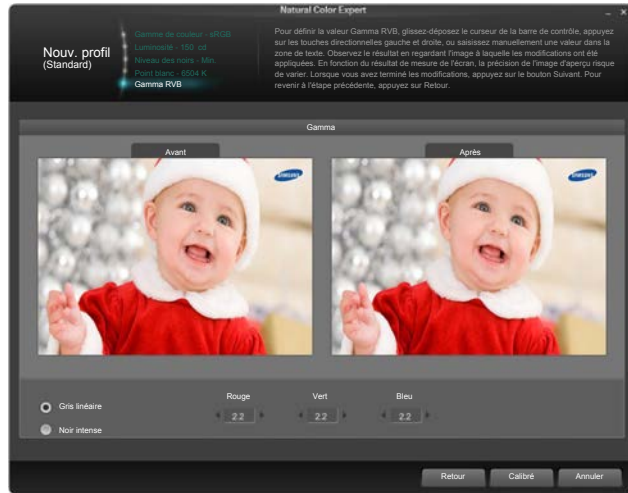 Natural Color Expert
Nouv. profil
(Standard)
Gamme de couleur - sRGB
Luminosité - 150 cd
Niveau des noirs - Min.
Point blanc - 6504 K
Gamma RVB
Pour définir la valeur Gamma RVB, glissez-déposez le curseur de la barre de contrôle, appuyez
sur les touches directionnelles gauche et droite, ou saisissez manuellement une valeur dans la
zone de texte. Observez le résultat en regardant l'image à laquelle les modifications ont été
appliquées. En fonction du résultat de mesure de l'écran, la précision de l'image d'aperçu risque
de varier. Lorsque vous avez terminé les modifications, appuyez sur le bouton Suivant. Pour
revenir à l'étape précédente, appuyez sur Retour.
Gamma
Avant
Après
SAMSUNG
SAMSUNG
Gris linéaire
Noir intense
Rouge
Vert
Bleu
2.2
2.2
2.2
Retour
Calibré
Annuler